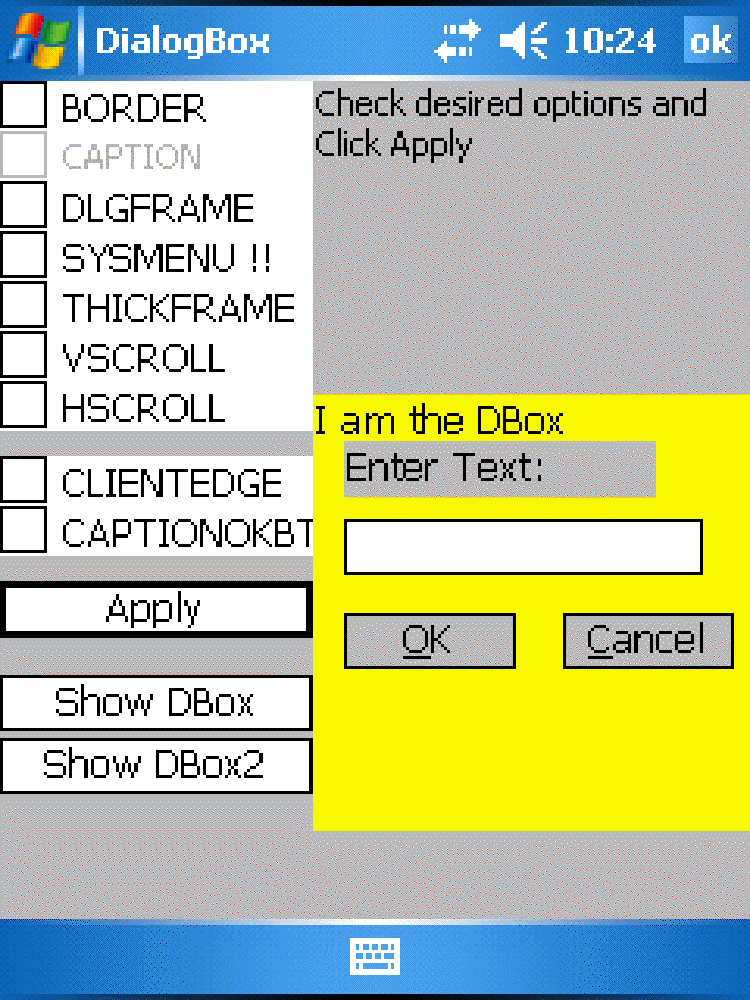 DialogBox 10:24 ok
BORDER
CAPTION
DLGFRAME
SYSMENU !!
THICKFRAME
VSCROLL
HSCROLL
CLIENTEDGE
CAPTIONOKBT
Apply
Show DBox
Show DBox2
Check desired options and
Click Apply
I am the DBox
Enter Text:
OK Cancel